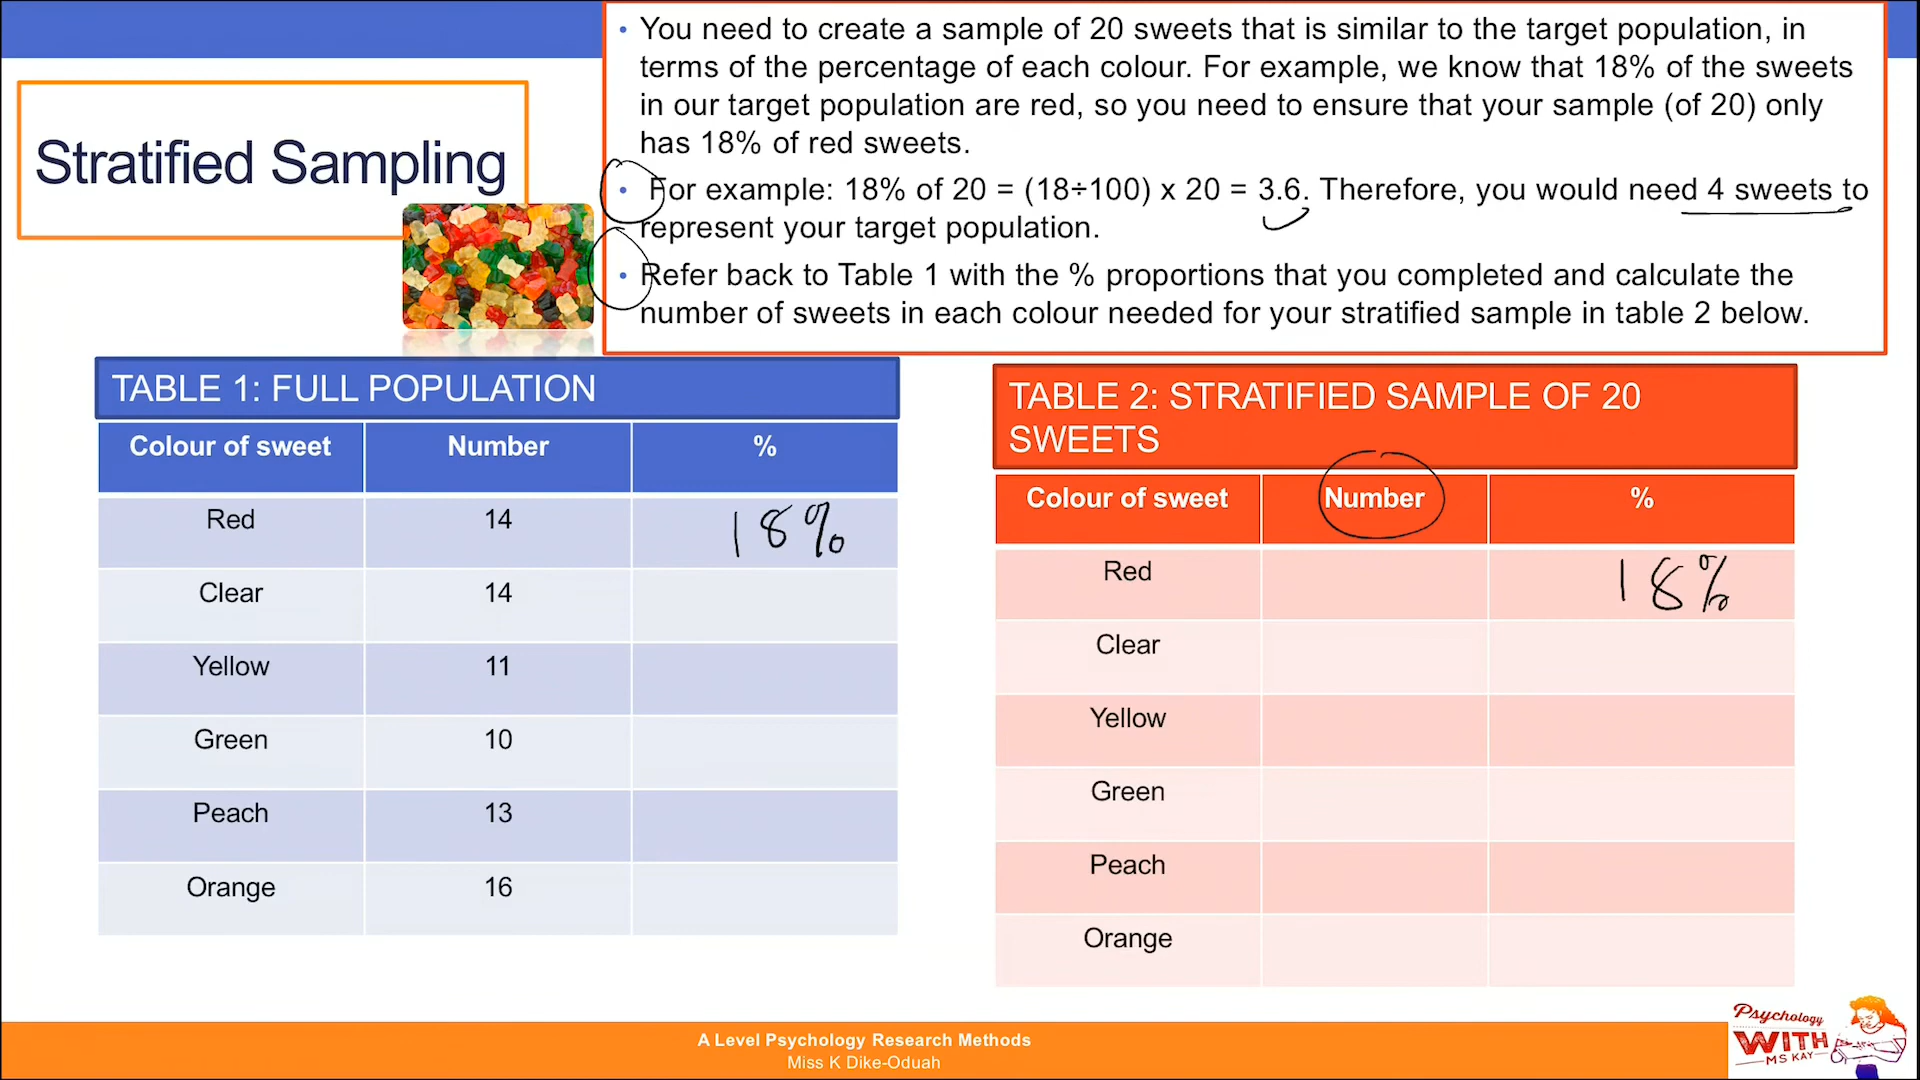 • You need to create a sample of 20 sweets that is similar to the target population, in
terms of the percentage of each colour. For example, we know that 18% of the sweets
in our target population are red, so you need to ensure that your sample (of 20) only
has 18% of red sweets.
• For example: 18% of 20 = (18÷100) x 20 = 3.6. Therefore, you would need 4 sweets to
represent your target population.
• Refer back to Table 1 with the % proportions that you completed and calculate the
number of sweets in each colour needed for your stratified sample in table 2 below.
Stratified Sampling
TABLE 1: FULL POPULATION
Colour of sweet Number %
Red 14 18%
Clear 14
Yellow 11
Green 10
Peach 13
Orange 16
TABLE 2: STRATIFIED SAMPLE OF 20
SWEETS
Colour of sweet Number %
Red 18%
Clear
Yellow
Green
Peach
Orange
A Level Psychology Research Methods
Miss K Dike-Oduah
Psychology
WITH
MS KAY